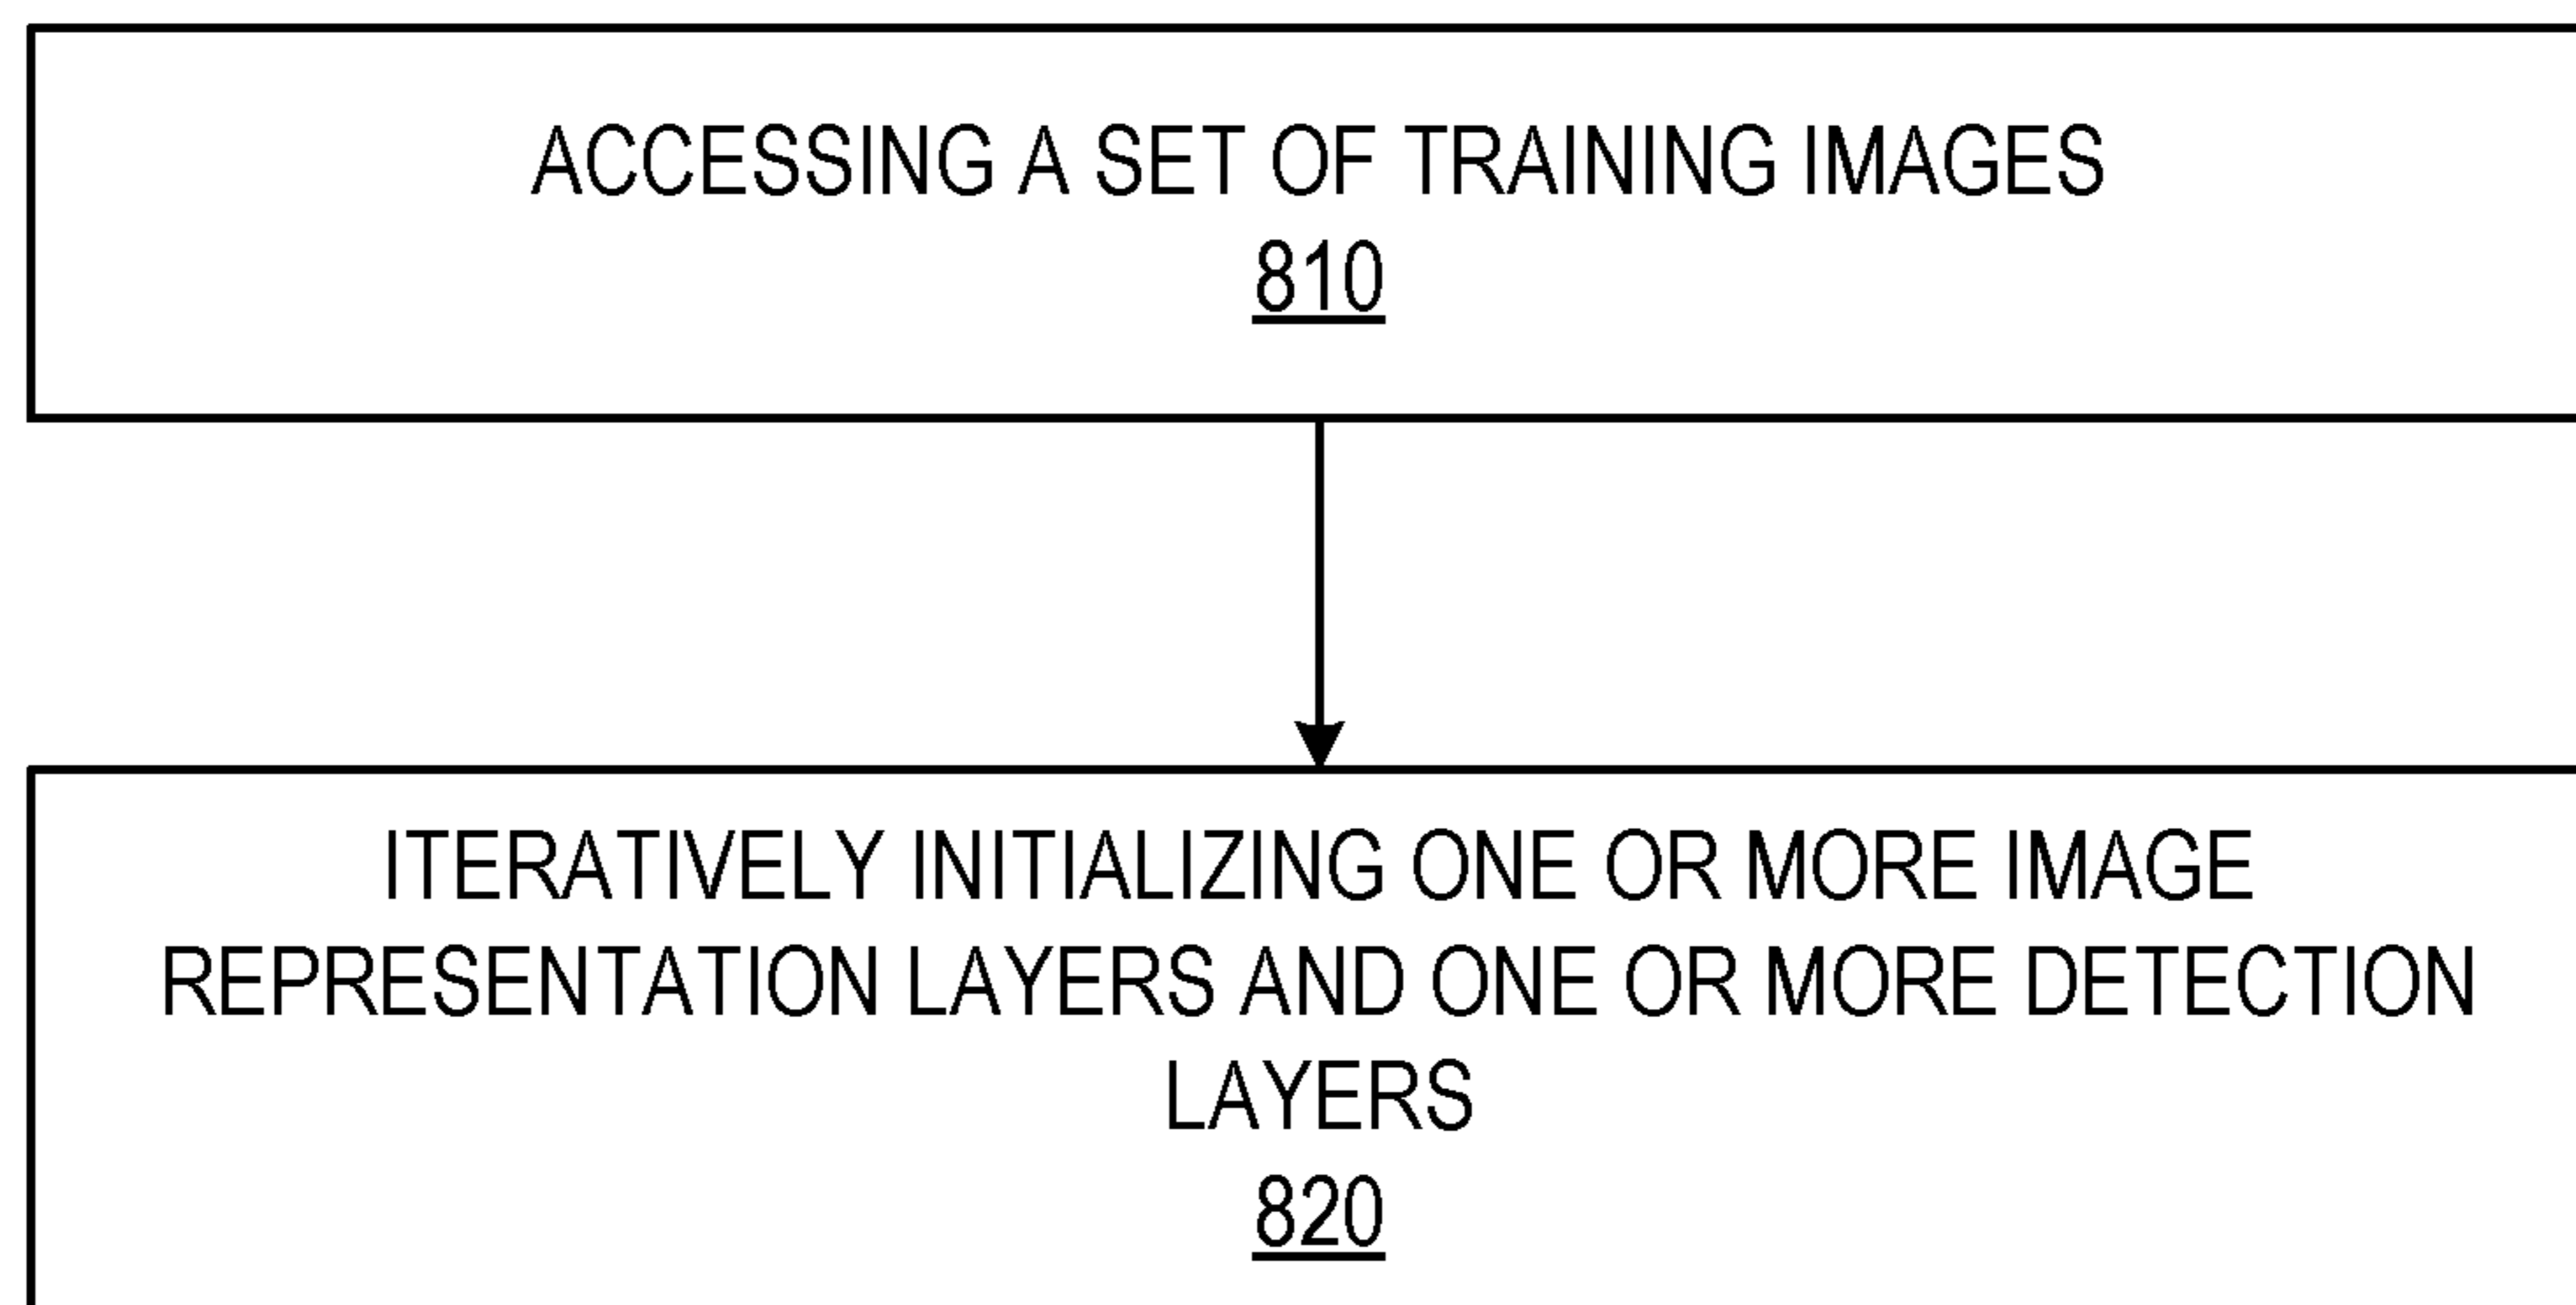 ACCESSING A SET OF TRAINING IMAGES
810
ITERATIVELY INITIALIZING ONE OR MORE IMAGE
REPRESENTATION LAYERS AND ONE OR MORE DETECTION
LAYERS
820